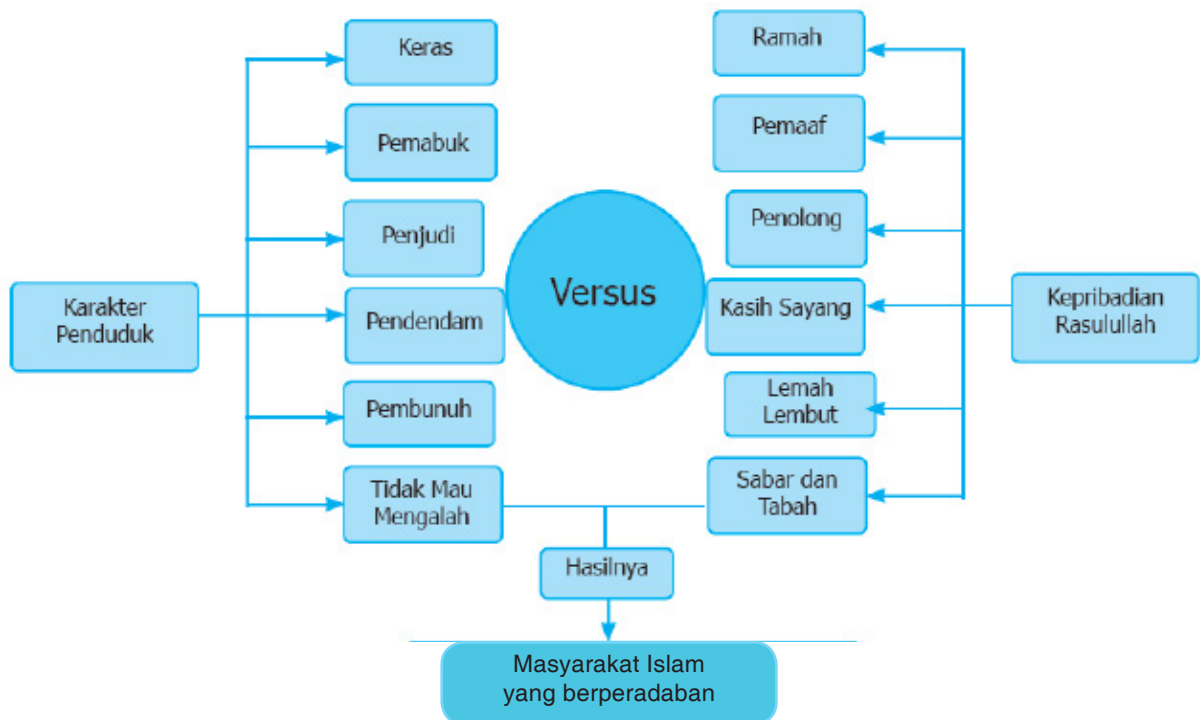 Karakter
Penduduk
Keras
Pemabuk
Penjudi
Pendendam
Pembunuh
Tidak Mau
Mengalah
Versus
Ramah
Pemaaf
Penolong
Kasih Sayang
Lemah
Lembut
Sabar dan
Tabah
Kepribadian
Rasulullah
Hasilnya
Masyarakat Islam
yang berperadaban